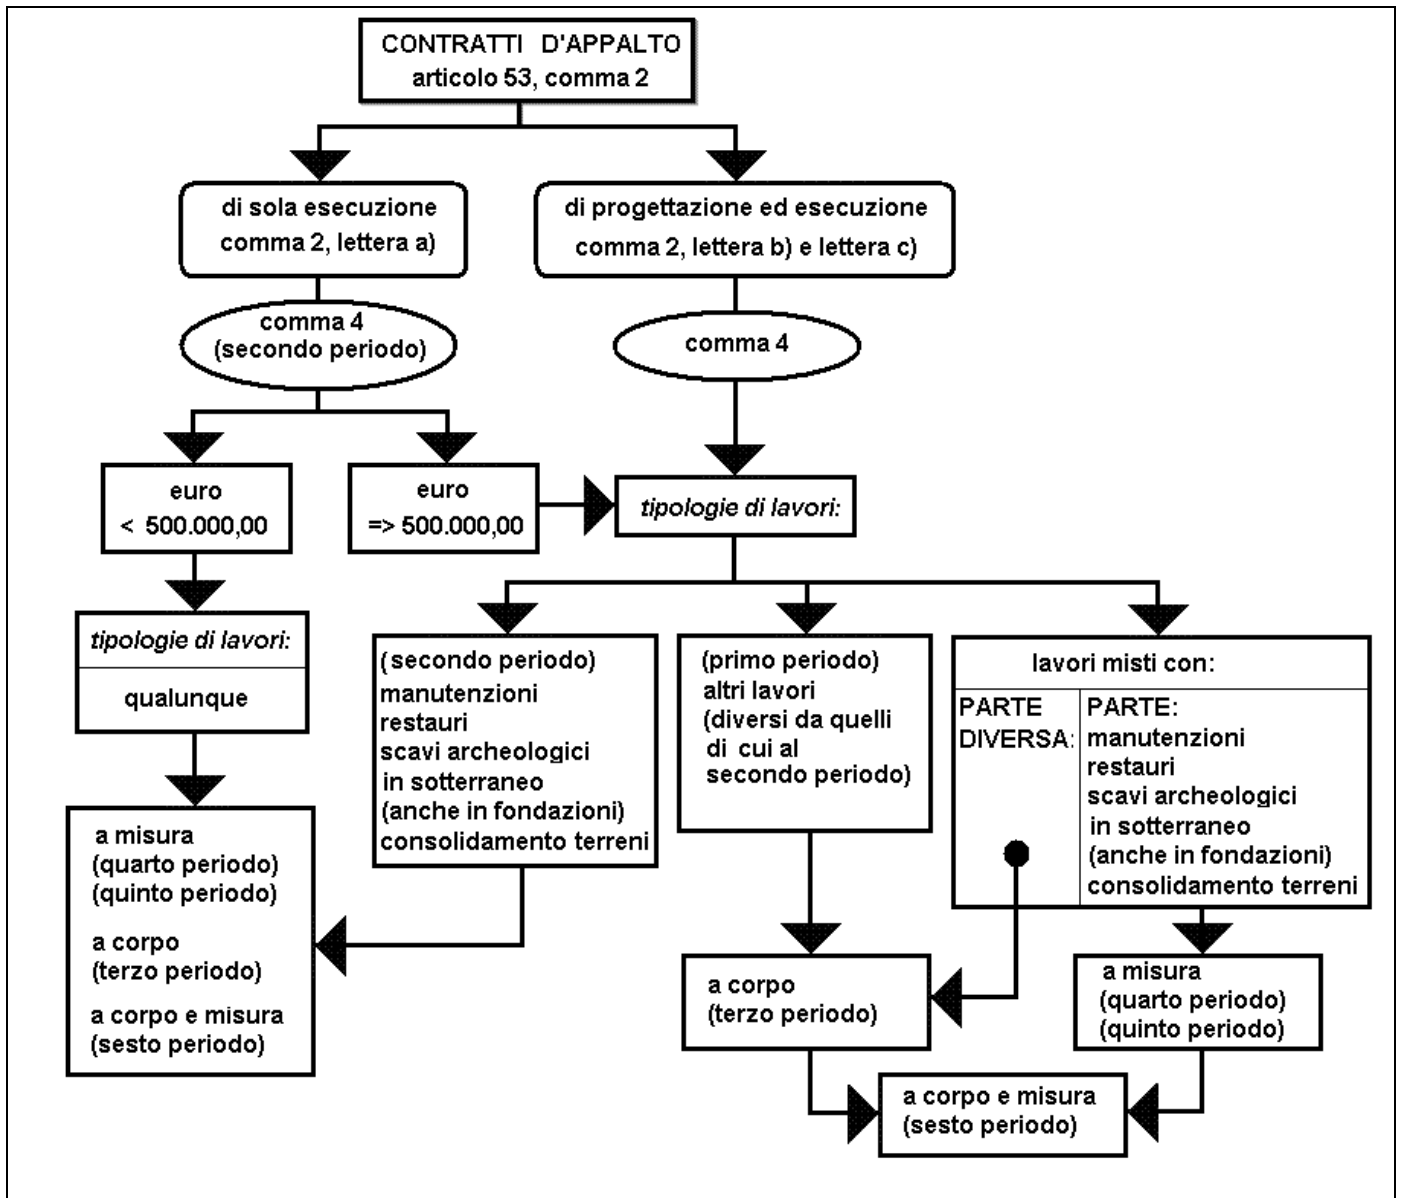 CONTRATTI D'APPALTO
articolo 53, comma 2
di sola esecuzione
comma 2, lettera a)
di progettazione ed esecuzione
comma 2, lettera b) e lettera c)
comma 4
(secondo periodo)
comma 4
euro
< 500.000,00
euro
=> 500.000,00
tipologie di lavori:
tipologie di lavori:
qualunque
(secondo periodo)
manutenzioni
restauri
scavi archeologici
in sotterraneo
(anche in fondazioni)
consolidamento terreni
(primo periodo)
altri lavori
(diversi da quelli
di cui al
secondo periodo)
lavori misti con:
PARTE
DIVERSA:
PARTE:
manutenzioni
restauri
scavi archeologici
in sotterraneo
(anche in fondazioni)
consolidamento terreni
a misura
(quarto periodo)
(quinto periodo)
a corpo
(terzo periodo)
a corpo e misura
(sesto periodo)
a corpo
(terzo periodo)
a misura
(quarto periodo)
(quinto periodo)
a corpo e misura
(sesto periodo)